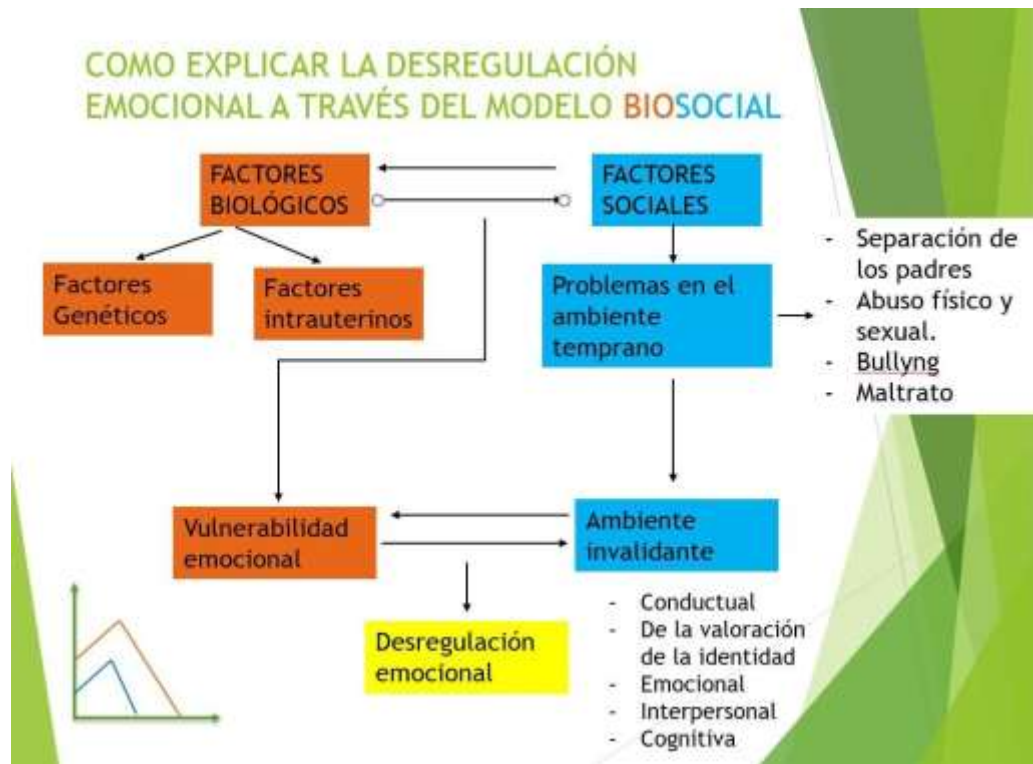 COMO EXPLICAR LA DESREGULACIÓN
EMOCIONAL A TRAVÉS DEL MODELO BIOSOCIAL
FACTORES
BIOLÓGICOS
FACTORES
SOCIALES
Factores
Genéticos
Factores
intrauterinos
Problemas en el
ambiente
temprano
- Separación de
los padres
- Abuso físico y
sexual.
- Bullyng
- Maltrato
Vulnerabilidad
emocional
Ambiente
invalidante
Desregulación
emocional
- Conductual
- De la valoración
de la identidad
- Emocional
- Interpersonal
- Cognitiva